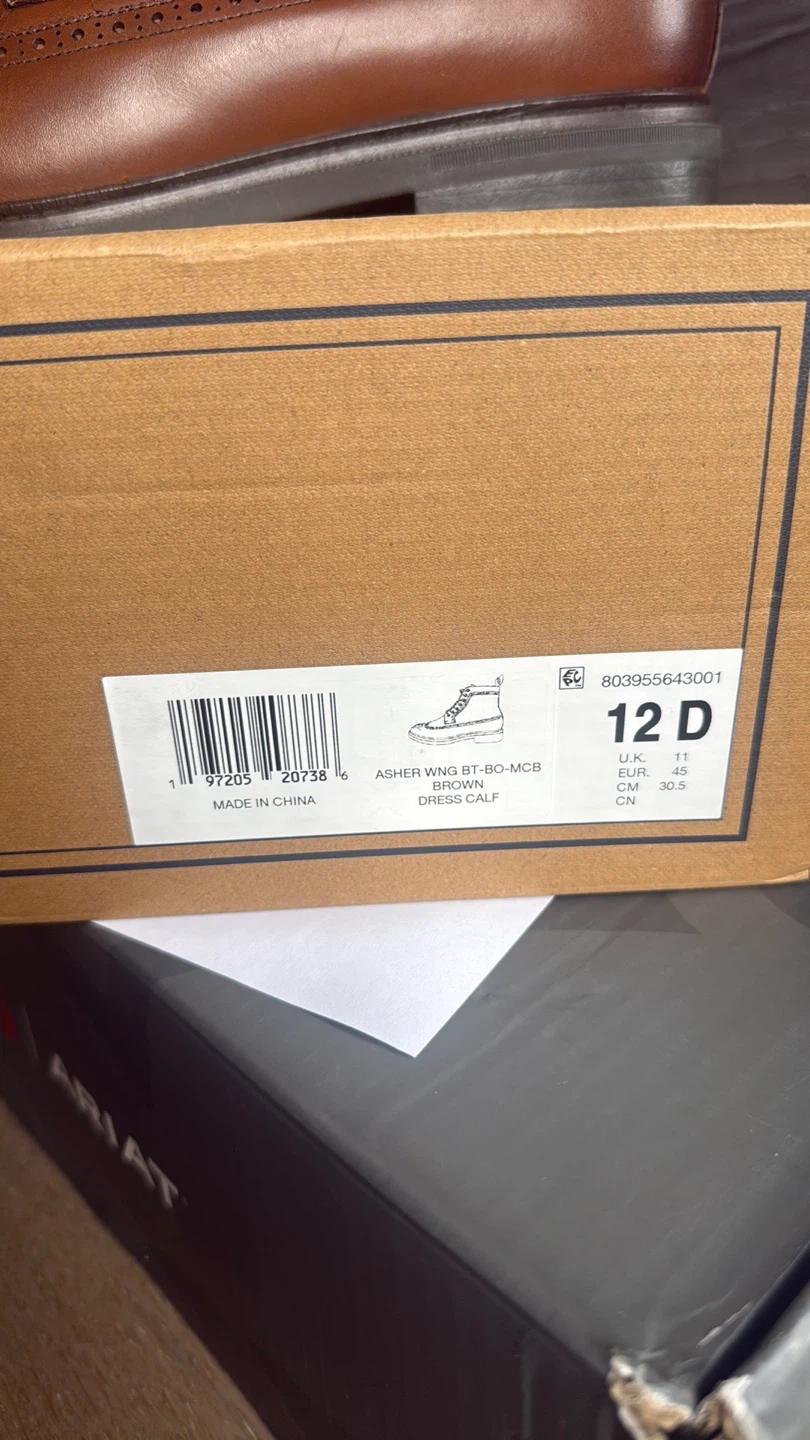 1 97205 20738 6
MADE IN CHINA
ASHER WNG BT-BO-MCB
BROWN
DRESS CALF
803955643001
12 D
U.K. 11
EUR. 45
CM 30.5
CN
ARIAT